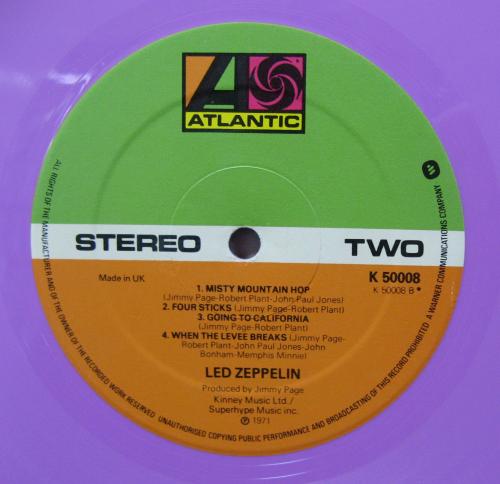 ATLANTIC
STEREO TWO
Made in UK
K 50008
K 50008 B*
1. MISTY MOUNTAIN HOP
(Jimmy Page-Robert Plant-John Paul Jones)
2. FOUR STICKS (Jimmy Page-Robert Plant)
3. GOING TO CALIFORNIA
(Jimmy Page-Robert Plant)
4. WHEN THE LEVEE BREAKS (Jimmy Page-
Robert Plant-John Paul Jones-John
Bonham-Memphis Minnie)
LED ZEPPELIN
Produced by Jimmy Page
Kinney Music Ltd./
Superhype Music inc.
℗ 1971
ALL RIGHTS OF THE MANUFACTURER AND OF THE OWNER OF THE RECORDED WORK RESERVED. UNAUTHORISED COPYING PUBLIC PERFORMANCE AND BROADCASTING OF THIS RECORD PROHIBITED A WARNER COMMUNICATIONS COMPANY